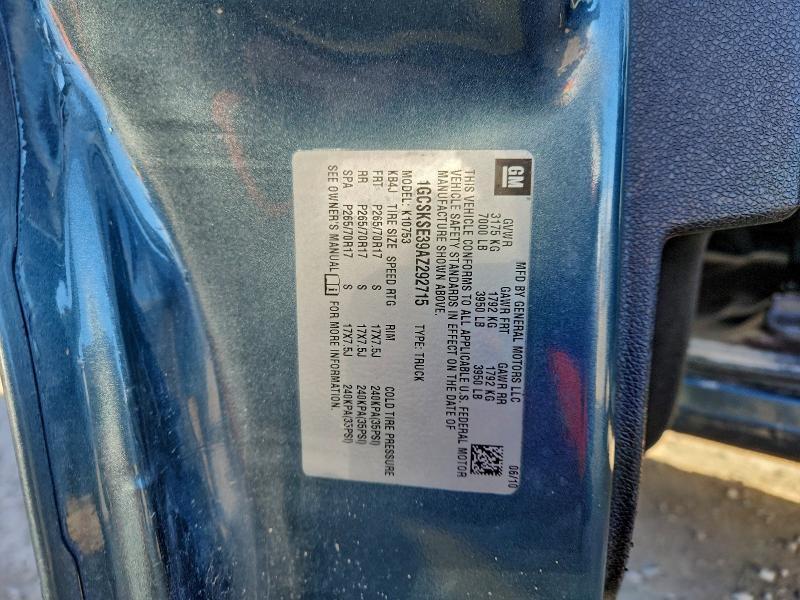 GM
MFD BY GENERAL MOTORS LLC 06/10
GVWR GAWR FRT GAWR RR
3175 KG 1792 KG 1792 KG
7000 LB 3950 LB 3950 LB
THIS VEHICLE CONFORMS TO ALL APPLICABLE U.S. FEDERAL MOTOR
VEHICLE SAFETY STANDARDS IN EFFECT ON THE DATE OF
MANUFACTURE SHOWN ABOVE.
1GCSKSE39AZ292715 TYPE: TRUCK
MODEL: K10753
KB4J TIRE SIZE SPEED RTG RIM COLD TIRE PRESSURE
FRT- P265/70R17 S 17X7.5J 240KPA(35PSI)
RR P265/70R17 S 17X7.5J 240KPA(35PSI)
SPA P265/70R17 S 17X7.5J 240KPA(35PSI)
SEE OWNER'S MANUAL FOR MORE INFORMATION.